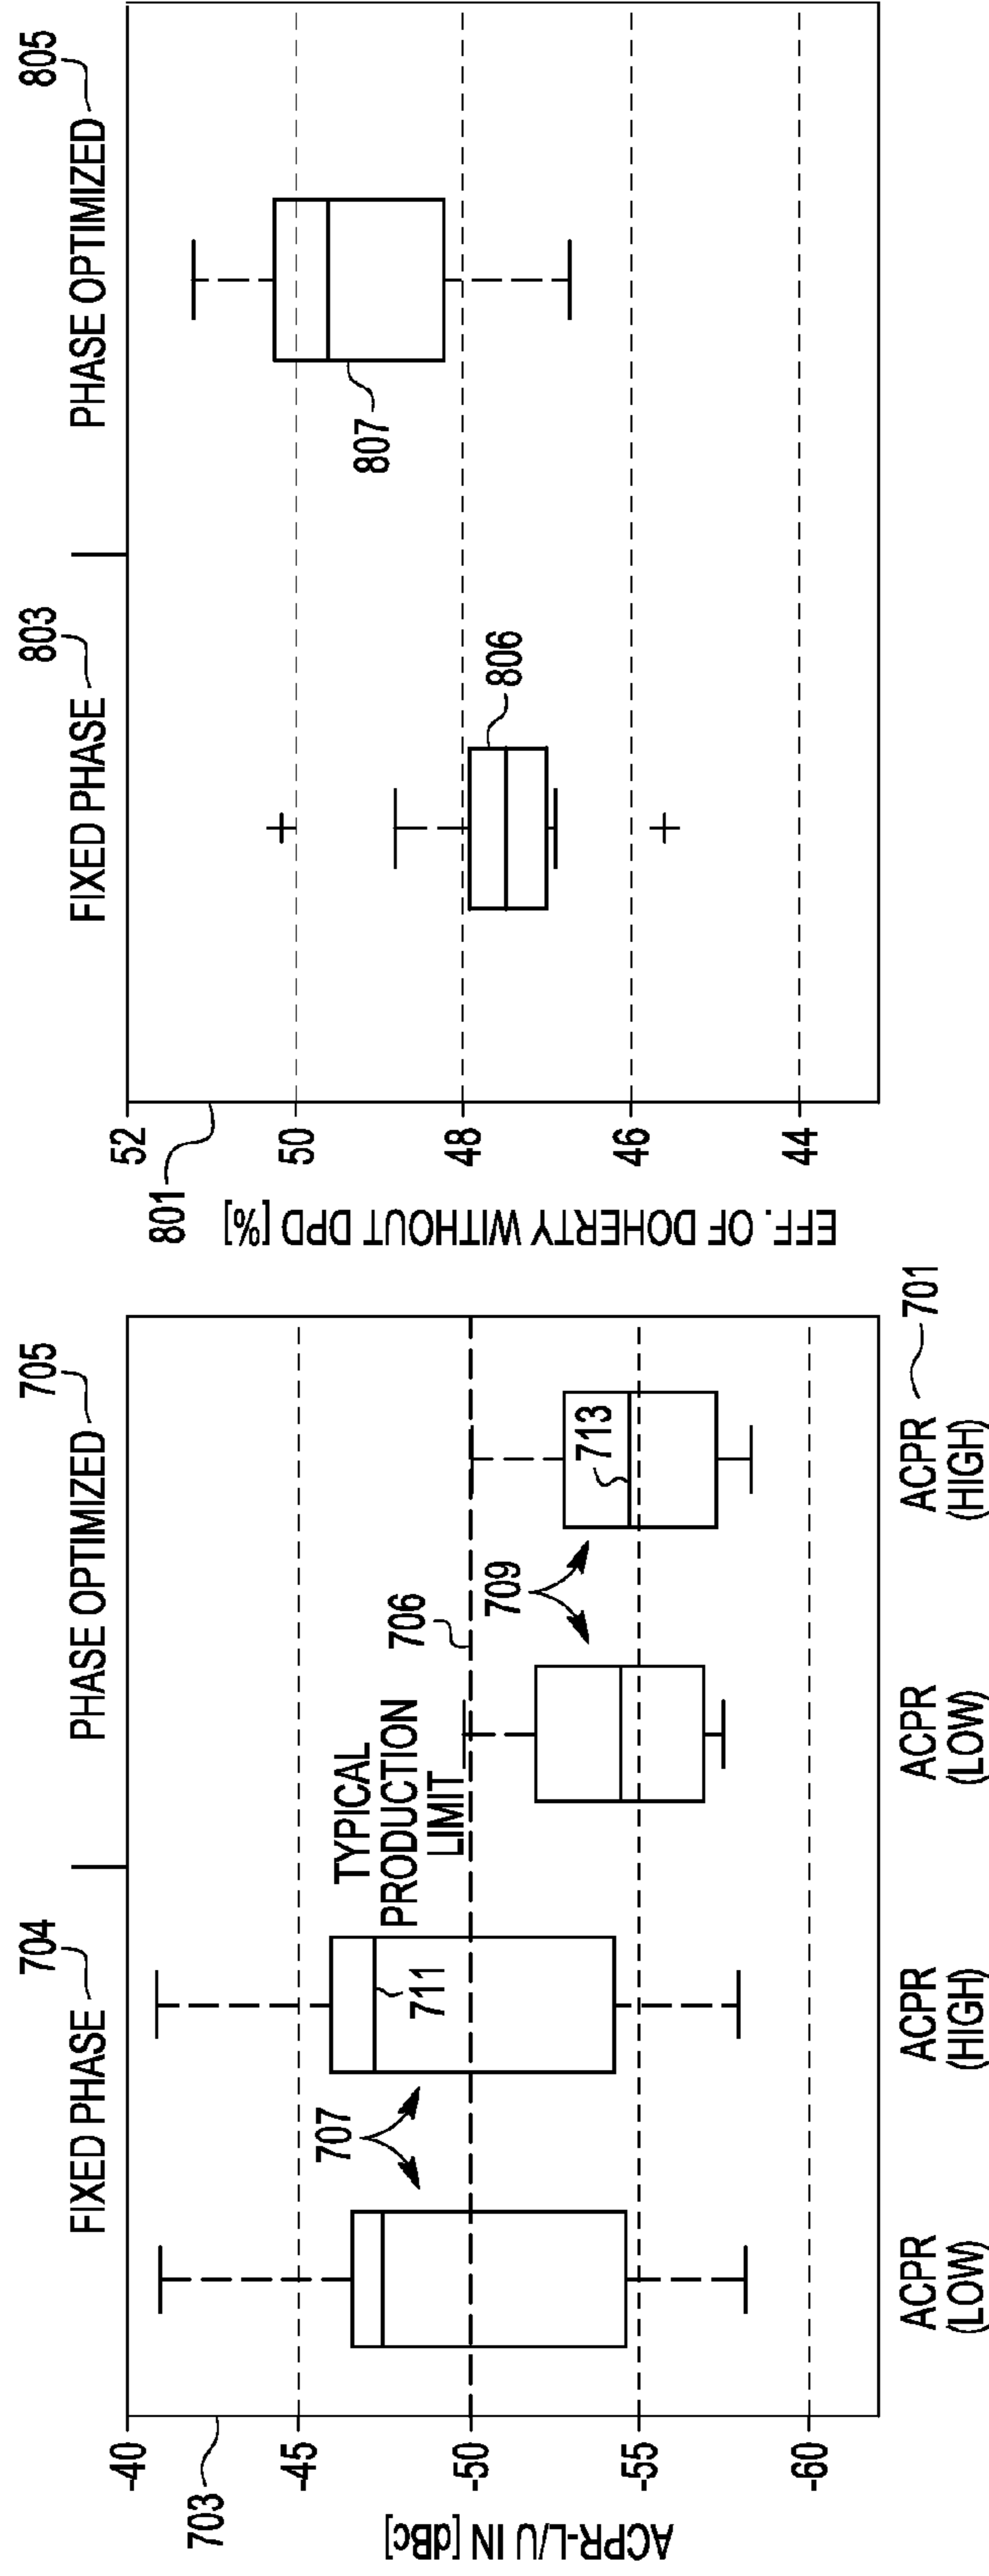 FIXED PHASE
704
PHASE OPTIMIZED
705
703
-40
-45
-50
-55
-60
ACPR-L/U IN [dBc]
707
711
TYPICAL
PRODUCTION
LIMIT
706
709
713
ACPR
(LOW)
ACPR
(HIGH)
ACPR
(LOW)
ACPR
(HIGH)
701
FIXED PHASE
803
PHASE OPTIMIZED
805
801
52
50
48
46
44
EFF. OF DOHERTY WITHOUT DPD [%]
806
807